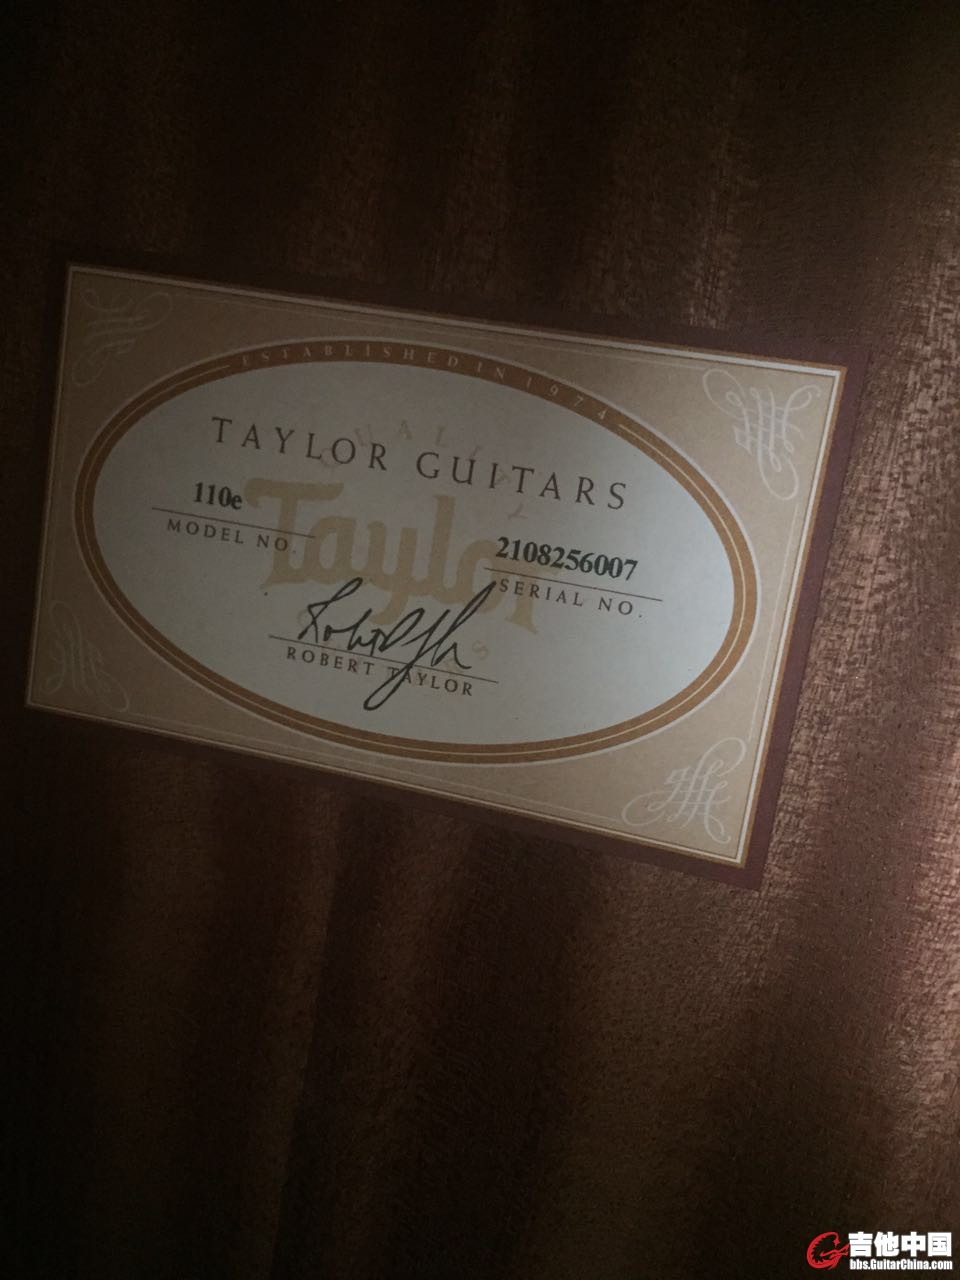 ESTABLISHED IN 1974
TAYLOR GUITARS
QUALITY
Taylor
110e
MODEL NO.
2108256007
SERIAL NO.
ROBERT TAYLOR
吉他中国
bbs.GuitarChina.com